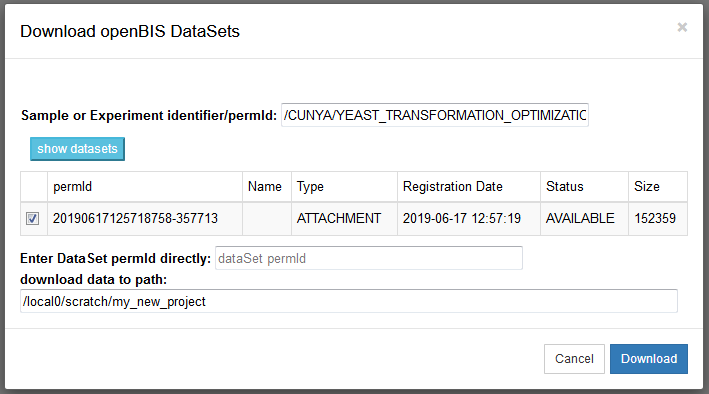 Download openBIS DataSets ×
Sample or Experiment identifier/permId: /CUNYA/YEAST_TRANSFORMATION_OPTIMIZATIO
show datasets
permId Name Type Registration Date Status Size
20190617125718758-357713 ATTACHMENT 2019-06-17 12:57:19 AVAILABLE 152359
Enter DataSet permId directly: dataSet permId
download data to path:
/local0/scratch/my_new_project
Cancel Download